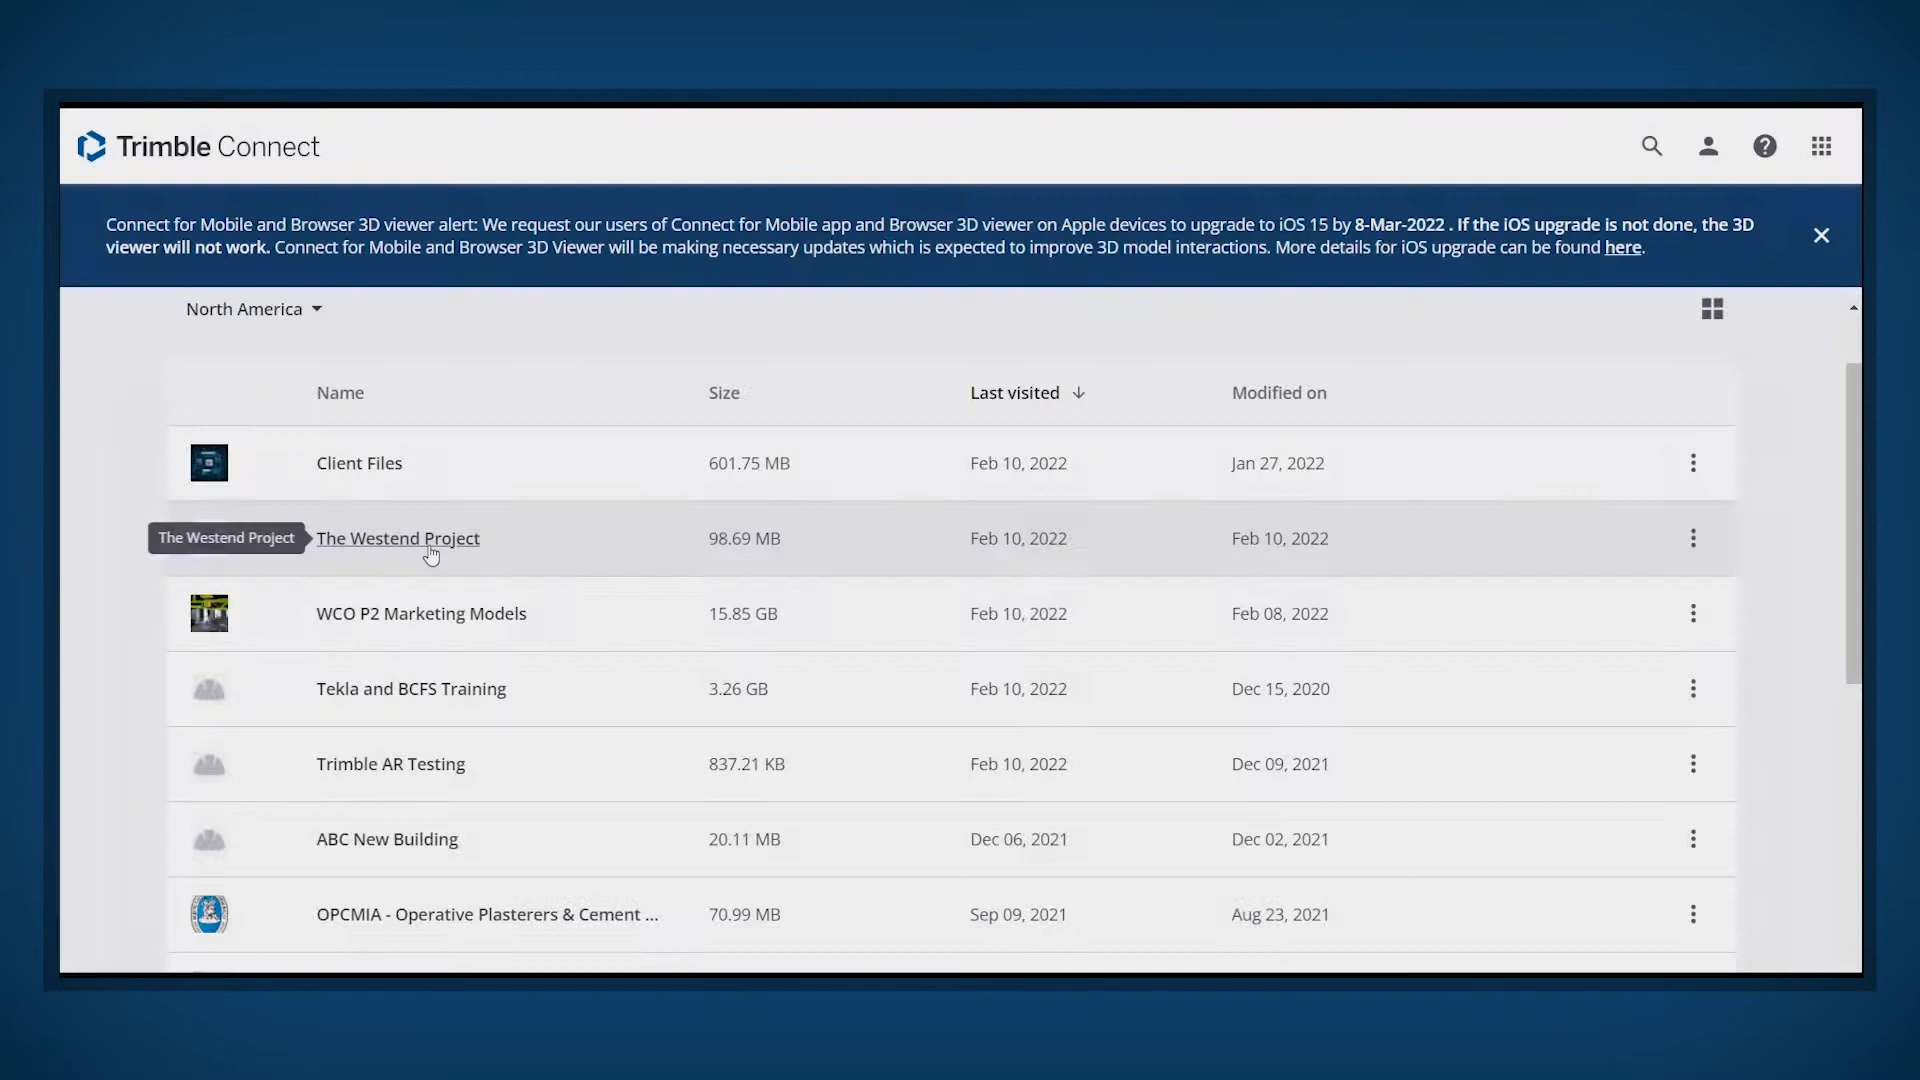 Trimble Connect
Connect for Mobile and Browser 3D viewer alert: We request our users of Connect for Mobile app and Browser 3D viewer on Apple devices to upgrade to iOS 15 by 8-Mar-2022 . If the iOS upgrade is not done, the 3D
viewer will not work. Connect for Mobile and Browser 3D Viewer will be making necessary updates which is expected to improve 3D model interactions. More details for iOS upgrade can be found here.
North America
Name Size Last visited Modified on
Client Files 601.75 MB Feb 10, 2022 Jan 27, 2022
The Westend Project The Westend Project 98.69 MB Feb 10, 2022 Feb 10, 2022
WCO P2 Marketing Models 15.85 GB Feb 10, 2022 Feb 08, 2022
Tekla and BCFS Training 3.26 GB Feb 10, 2022 Dec 15, 2020
Trimble AR Testing 837.21 KB Feb 10, 2022 Dec 09, 2021
ABC New Building 20.11 MB Dec 06, 2021 Dec 02, 2021
OPCMIA - Operative Plasterers & Cement ... 70.99 MB Sep 09, 2021 Aug 23, 2021